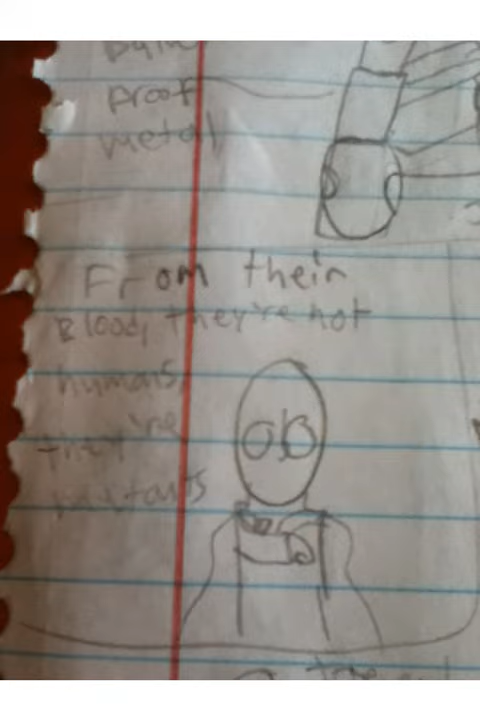 proof
metal
From their
Blood, they're not
humans,
they're
mutants